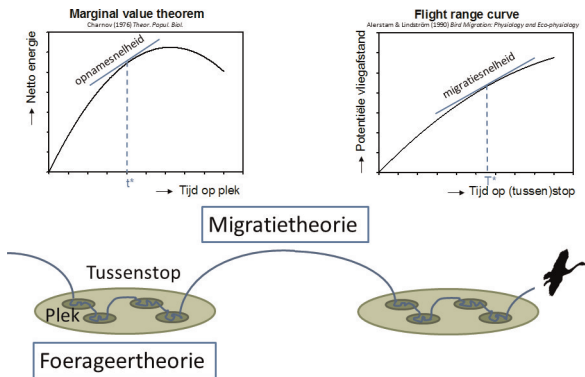 Marginal value theorem
Charnov (1976) Theor. Popul. Biol.
Netto energie
opnamesnelheid
t*
Tijd op plek
Flight range curve
Alerstam & Lindström (1990) Bird Migration: Physiology and Eco-physiology
Potentiële vliegafstand
migratiesnelheid
T*
Tijd op (tussen)stop
Migratietheorie
Tussenstop
Plek
Foerageertheorie